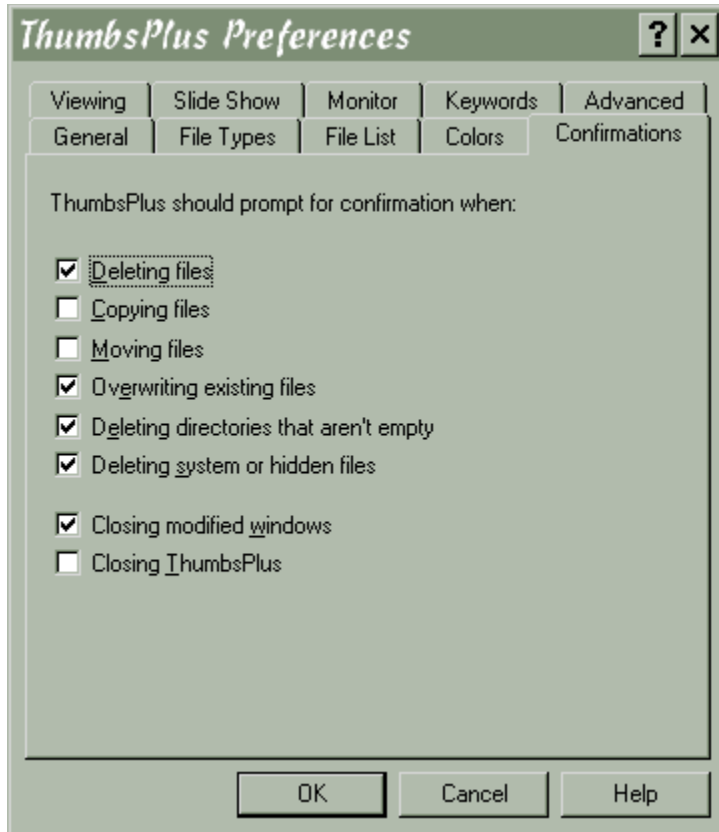 ThumbsPlus Preferences
Viewing Slide Show Monitor Keywords Advanced
General File Types File List Colors Confirmations
ThumbsPlus should prompt for confirmation when:
Deleting files
Copying files
Moving files
Overwriting existing files
Deleting directories that aren't empty
Deleting system or hidden files
Closing modified windows
Closing ThumbsPlus
OK Cancel Help